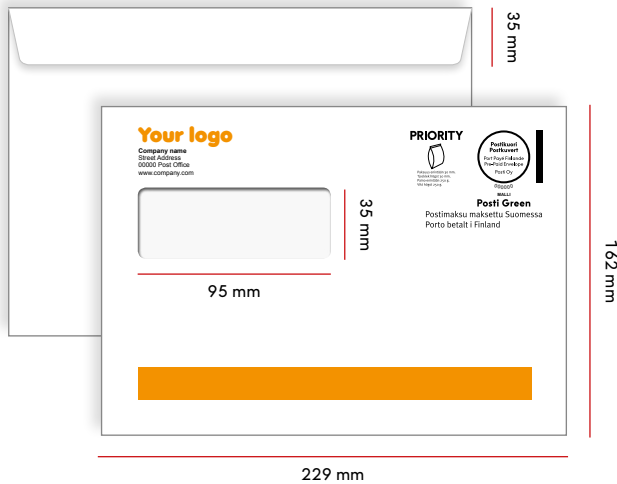 35 mm
Your logo
Company name
Street Address
00000 Post Office
www.company.com
PRIORITY
Postikuori
Postikuvert
Port Payé Finlande
Pre-Paid Envelope
Posti Oy
000000
MALLI
Posti Green
Postimaksu maksettu Suomessa
Porto betalt i Finland
35 mm
95 mm
162 mm
229 mm